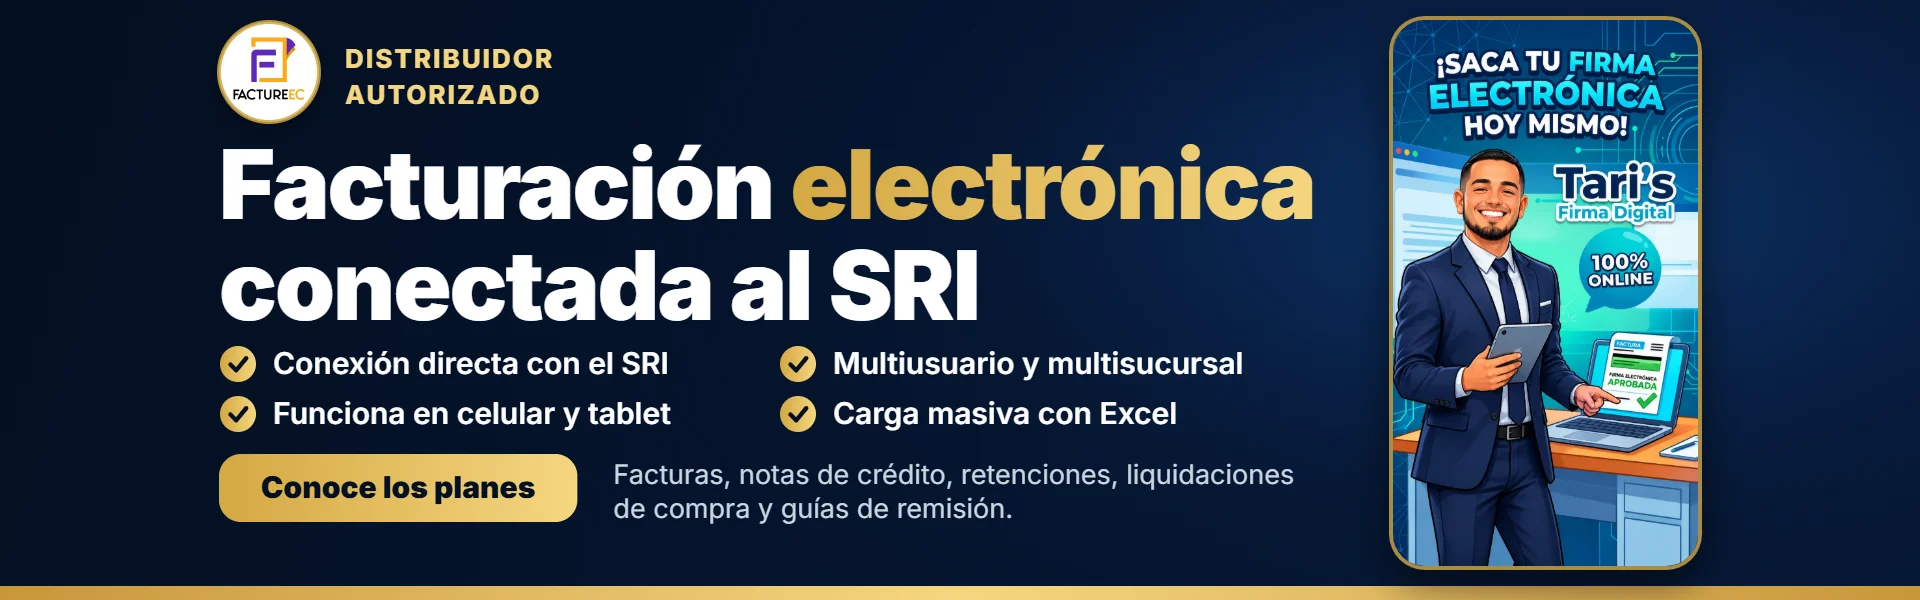 FACTUREEC
DISTRIBUIDOR
AUTORIZADO
Facturación electrónica
conectada al SRI
Conexión directa con el SRI
Multiusuario y multisucursal
Funciona en celular y tablet
Carga masiva con Excel
Conoce los planes
Facturas, notas de crédito, retenciones, liquidaciones
de compra y guías de remisión.
¡SACA TU FIRMA
ELECTRÓNICA
HOY MISMO!
Tari's
Firma Digital
100%
ONLINE
FACTURA
FIRMA ELECTRÓNICA
APROBADA